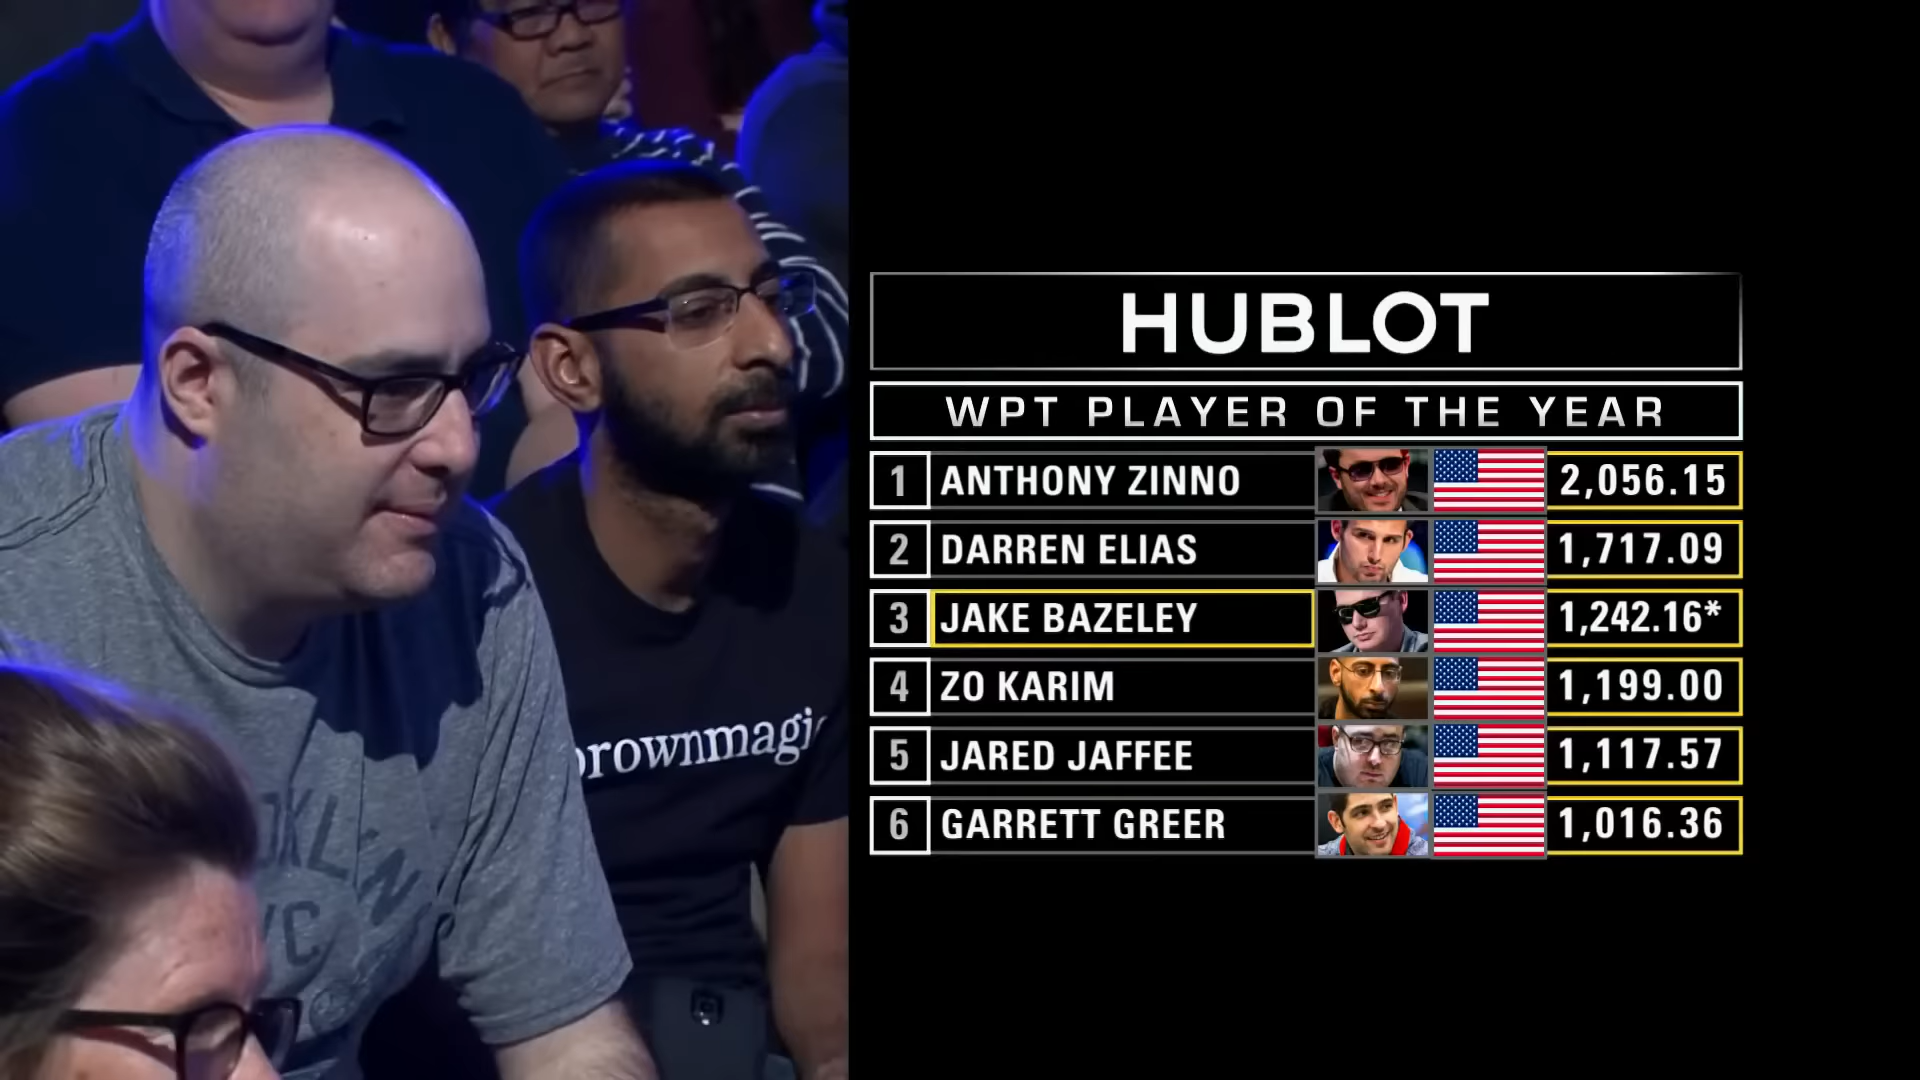 HUBLOT
WPT PLAYER OF THE YEAR
1 ANTHONY ZINNO 2,056.15
2 DARREN ELIAS 1,717.09
3 JAKE BAZELEY 1,242.16*
4 ZO KARIM 1,199.00
5 JARED JAFFEE 1,117.57
6 GARRETT GREER 1,016.36
brownmagic